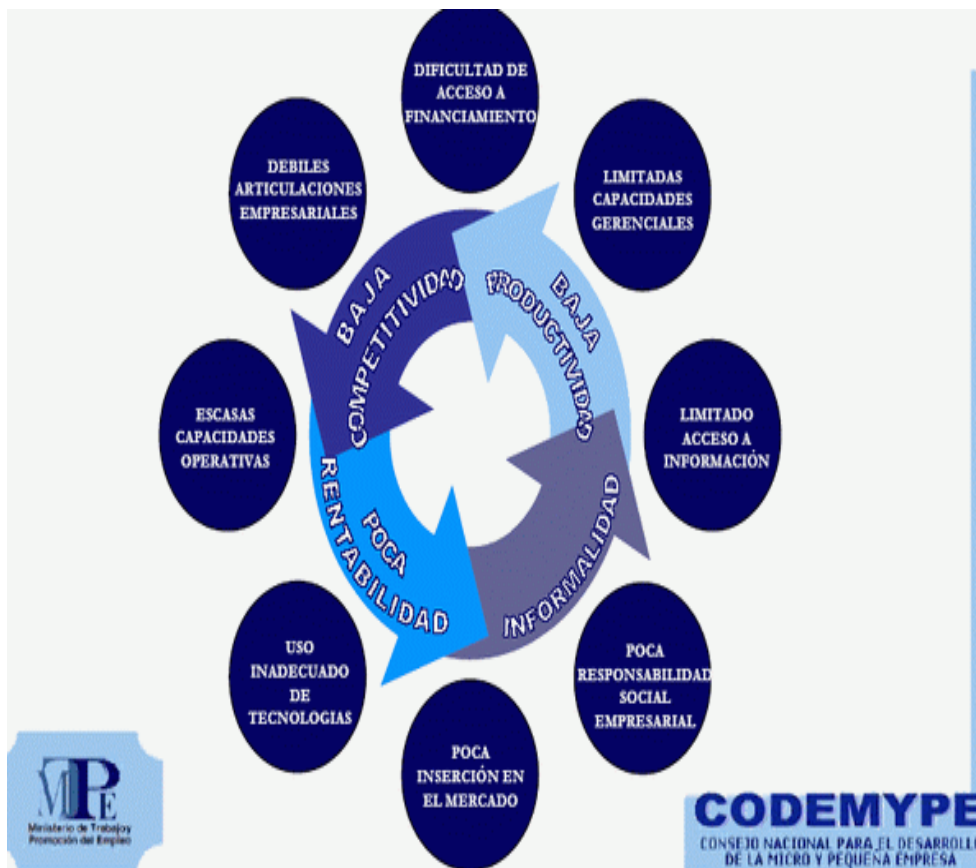 DIFICULTAD DE
ACCESO A
FINANCIAMIENTO
LIMITADAS
CAPACIDADES
GERENCIALES
LIMITADO
ACCESO A
INFORMACIÓN
POCA
RESPONSABILIDAD
SOCIAL
EMPRESARIAL
POCA
INSERCIÓN EN
EL MERCADO
USO
INADECUADO
DE
TECNOLOGIAS
ESCASAS
CAPACIDADES
OPERATIVAS
DEBILES
ARTICULACIONES
EMPRESARIALES
BAJA
COMPETITIVIDAD
BAJA
PRODUCTIVIDAD
POCA
RENTABILIDAD
INFORMALIDAD
MTPE
Ministerio de Trabajo y
Promoción del Empleo
CODEMYPE
CONSEJO NACIONAL PARA EL DESARROLL
DE LA MICRO Y PEQUEÑA EMPRESA